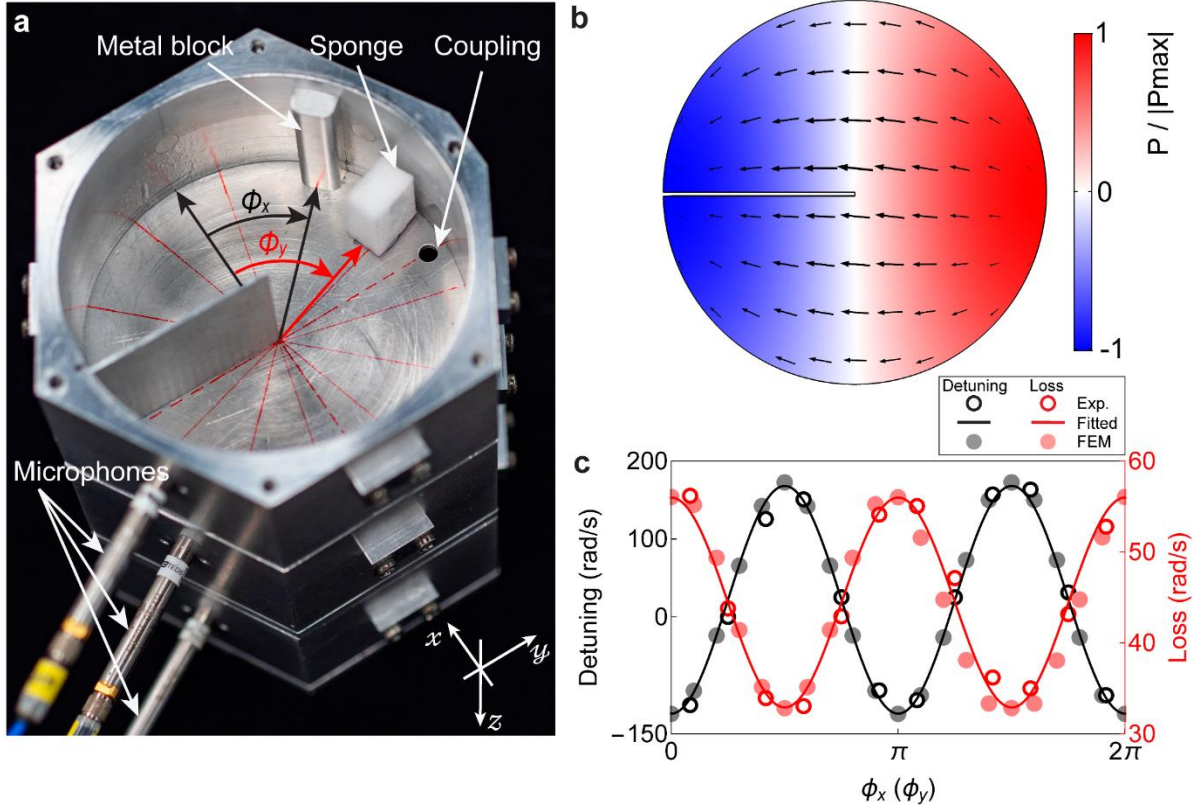 a
Metal block
Sponge
Coupling
ϕx
ϕy
Microphones
x
y
z
b
1
0
-1
P / |Pmax|
Detuning Loss
Exp.
Fitted
FEM
c
200
100
0
−150
Detuning (rad/s)
60
50
40
30
Loss (rad/s)
0
π
2π
ϕx (ϕy)